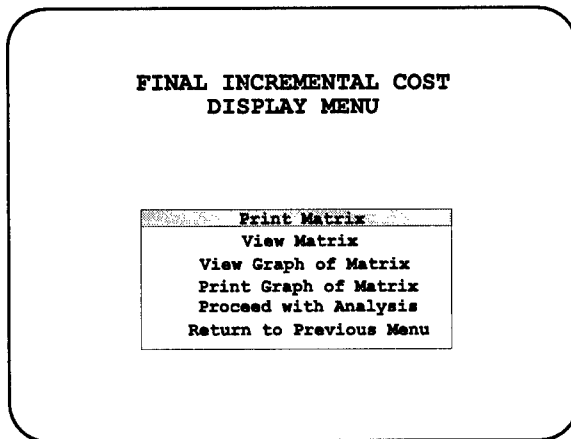 FINAL INCREMENTAL COST
DISPLAY MENU
Print Matrix
View Matrix
View Graph of Matrix
Print Graph of Matrix
Proceed with Analysis
Return to Previous Menu